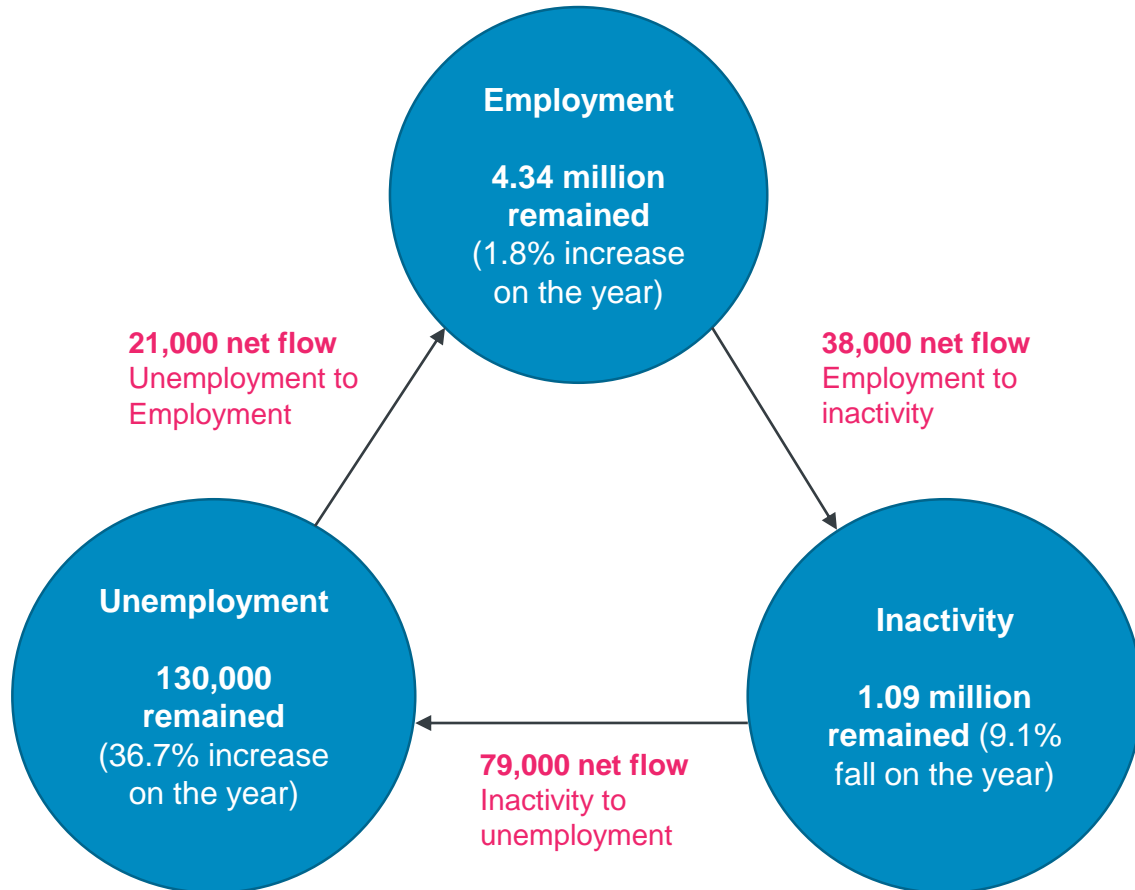 Employment
4.34 million
remained
(1.8% increase
on the year)
21,000 net flow
Unemployment to
Employment
38,000 net flow
Employment to
inactivity
Unemployment
130,000
remained
(36.7% increase
on the year)
Inactivity
1.09 million
remained (9.1%
fall on the year)
79,000 net flow
Inactivity to
unemployment